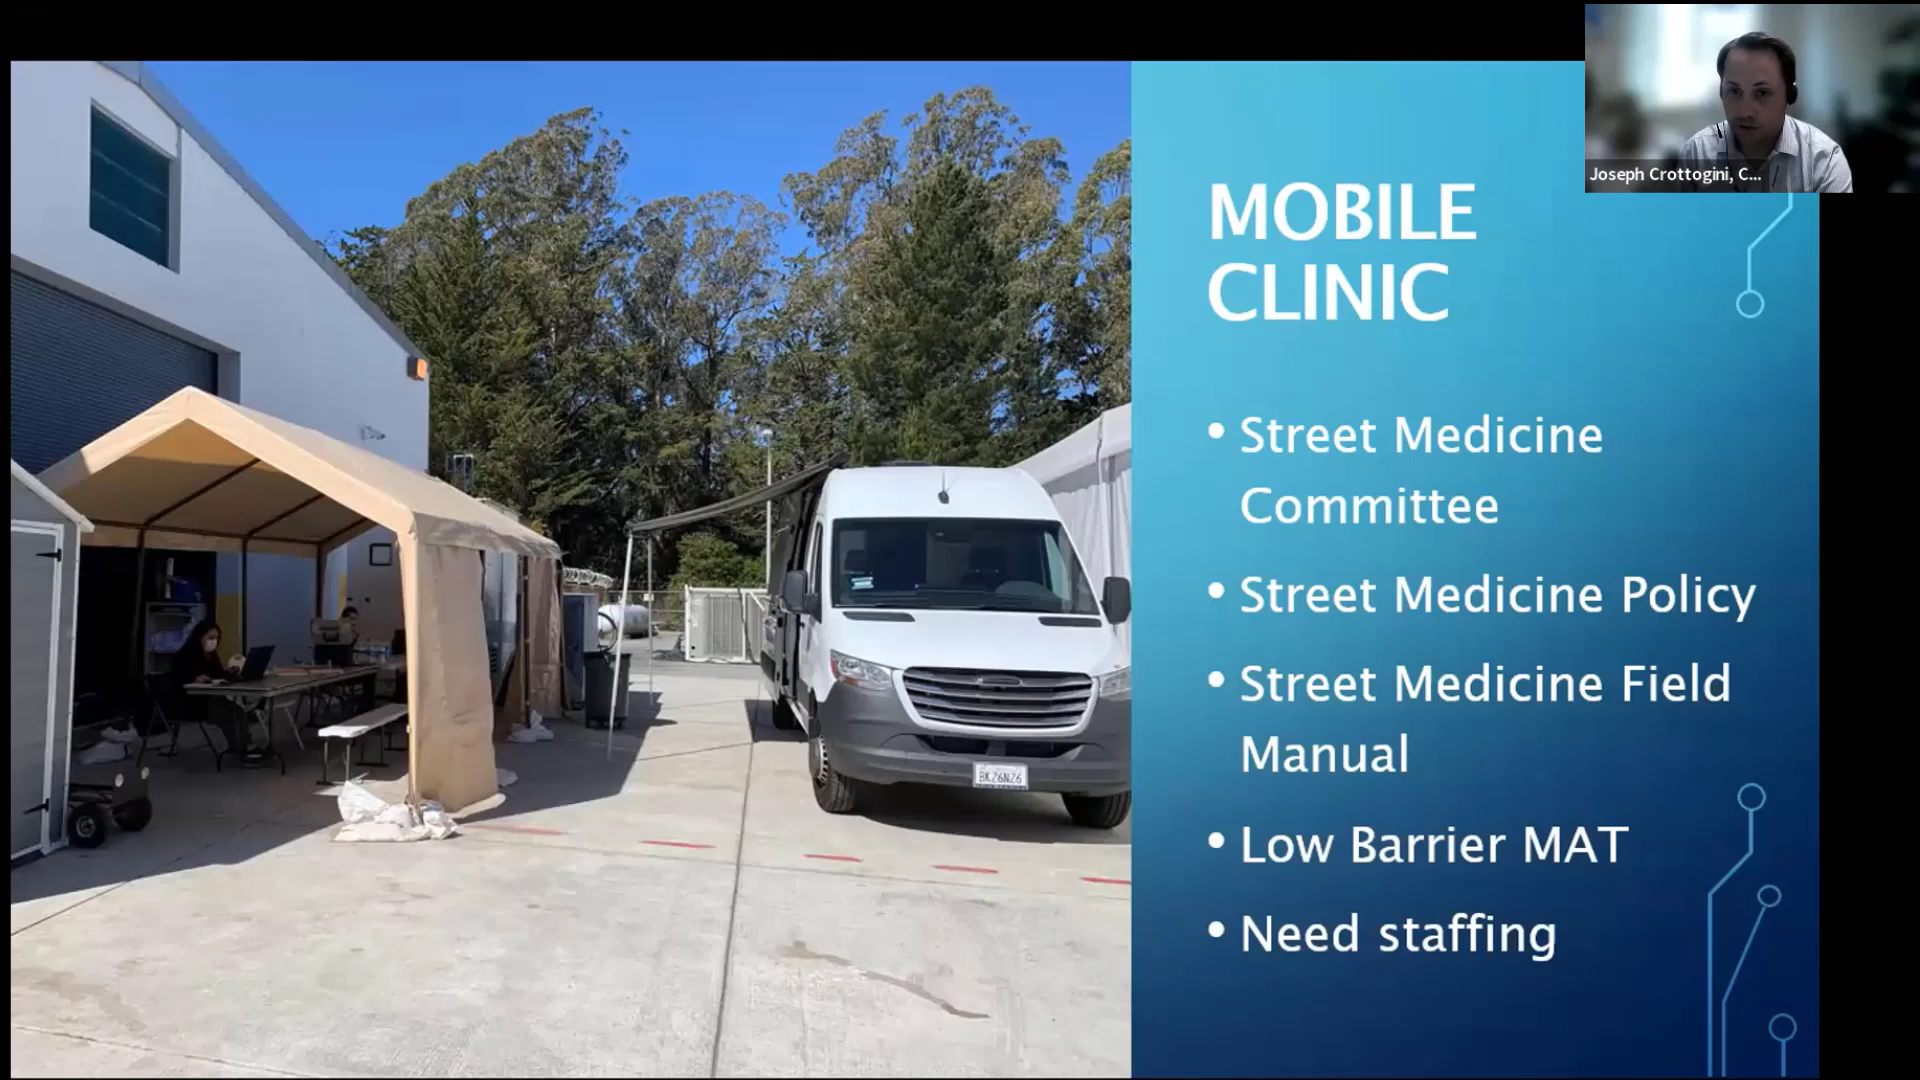 Joseph Crottogini, C...
MOBILE
CLINIC
• Street Medicine
Committee
• Street Medicine Policy
• Street Medicine Field
Manual
• Low Barrier MAT
• Need staffing
BK26N26